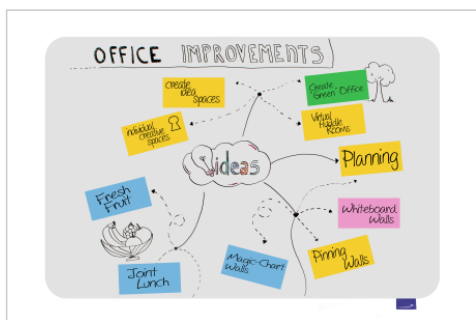 OFFICE IMPROVEMENTS
Create
idea
spaces
Create
"Green" Office
individual
creative
spaces
Virtual
Huddle
Rooms
ideas
Planning
Fresh
Fruit
Whiteboard
Walls
Magic-Chart
Walls
Pinning
Walls
Joint
Lunch